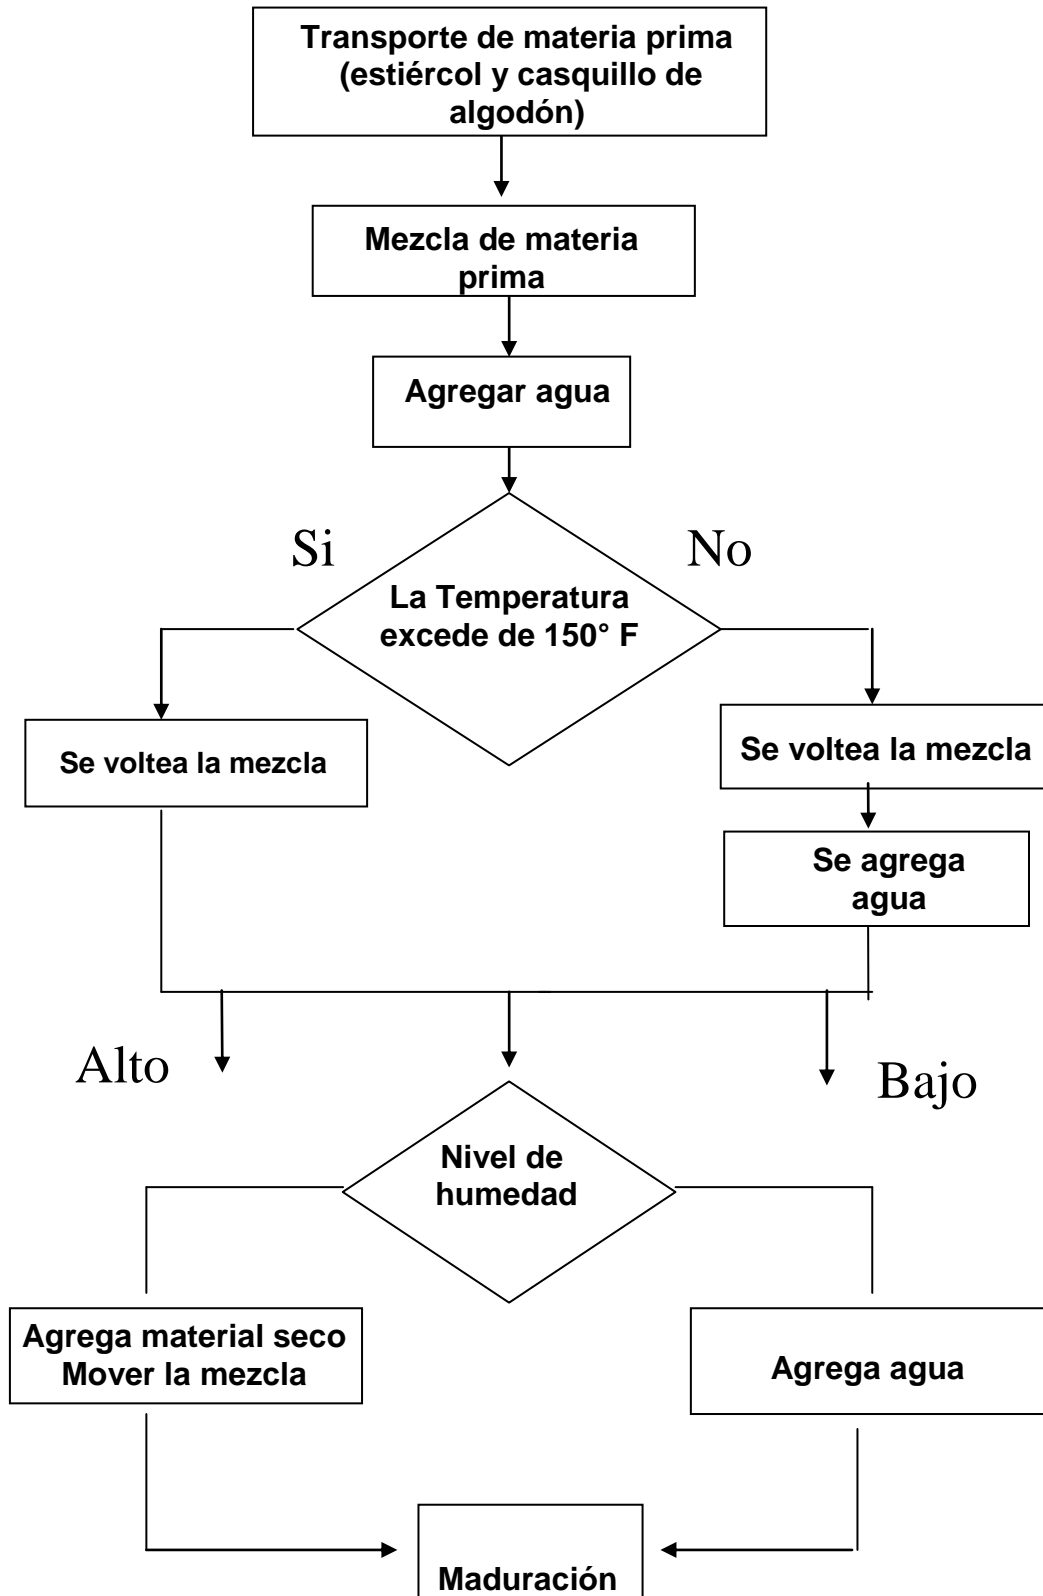 Transporte de materia prima
(estiércol y casquillo de
algodón)
Mezcla de materia
prima
Agregar agua
Si
No
La Temperatura
excede de 150° F
Se voltea la mezcla
Se voltea la mezcla
Se agrega
agua
Alto
Bajo
Nivel de
humedad
Agrega material seco
Mover la mezcla
Agrega agua
Maduración